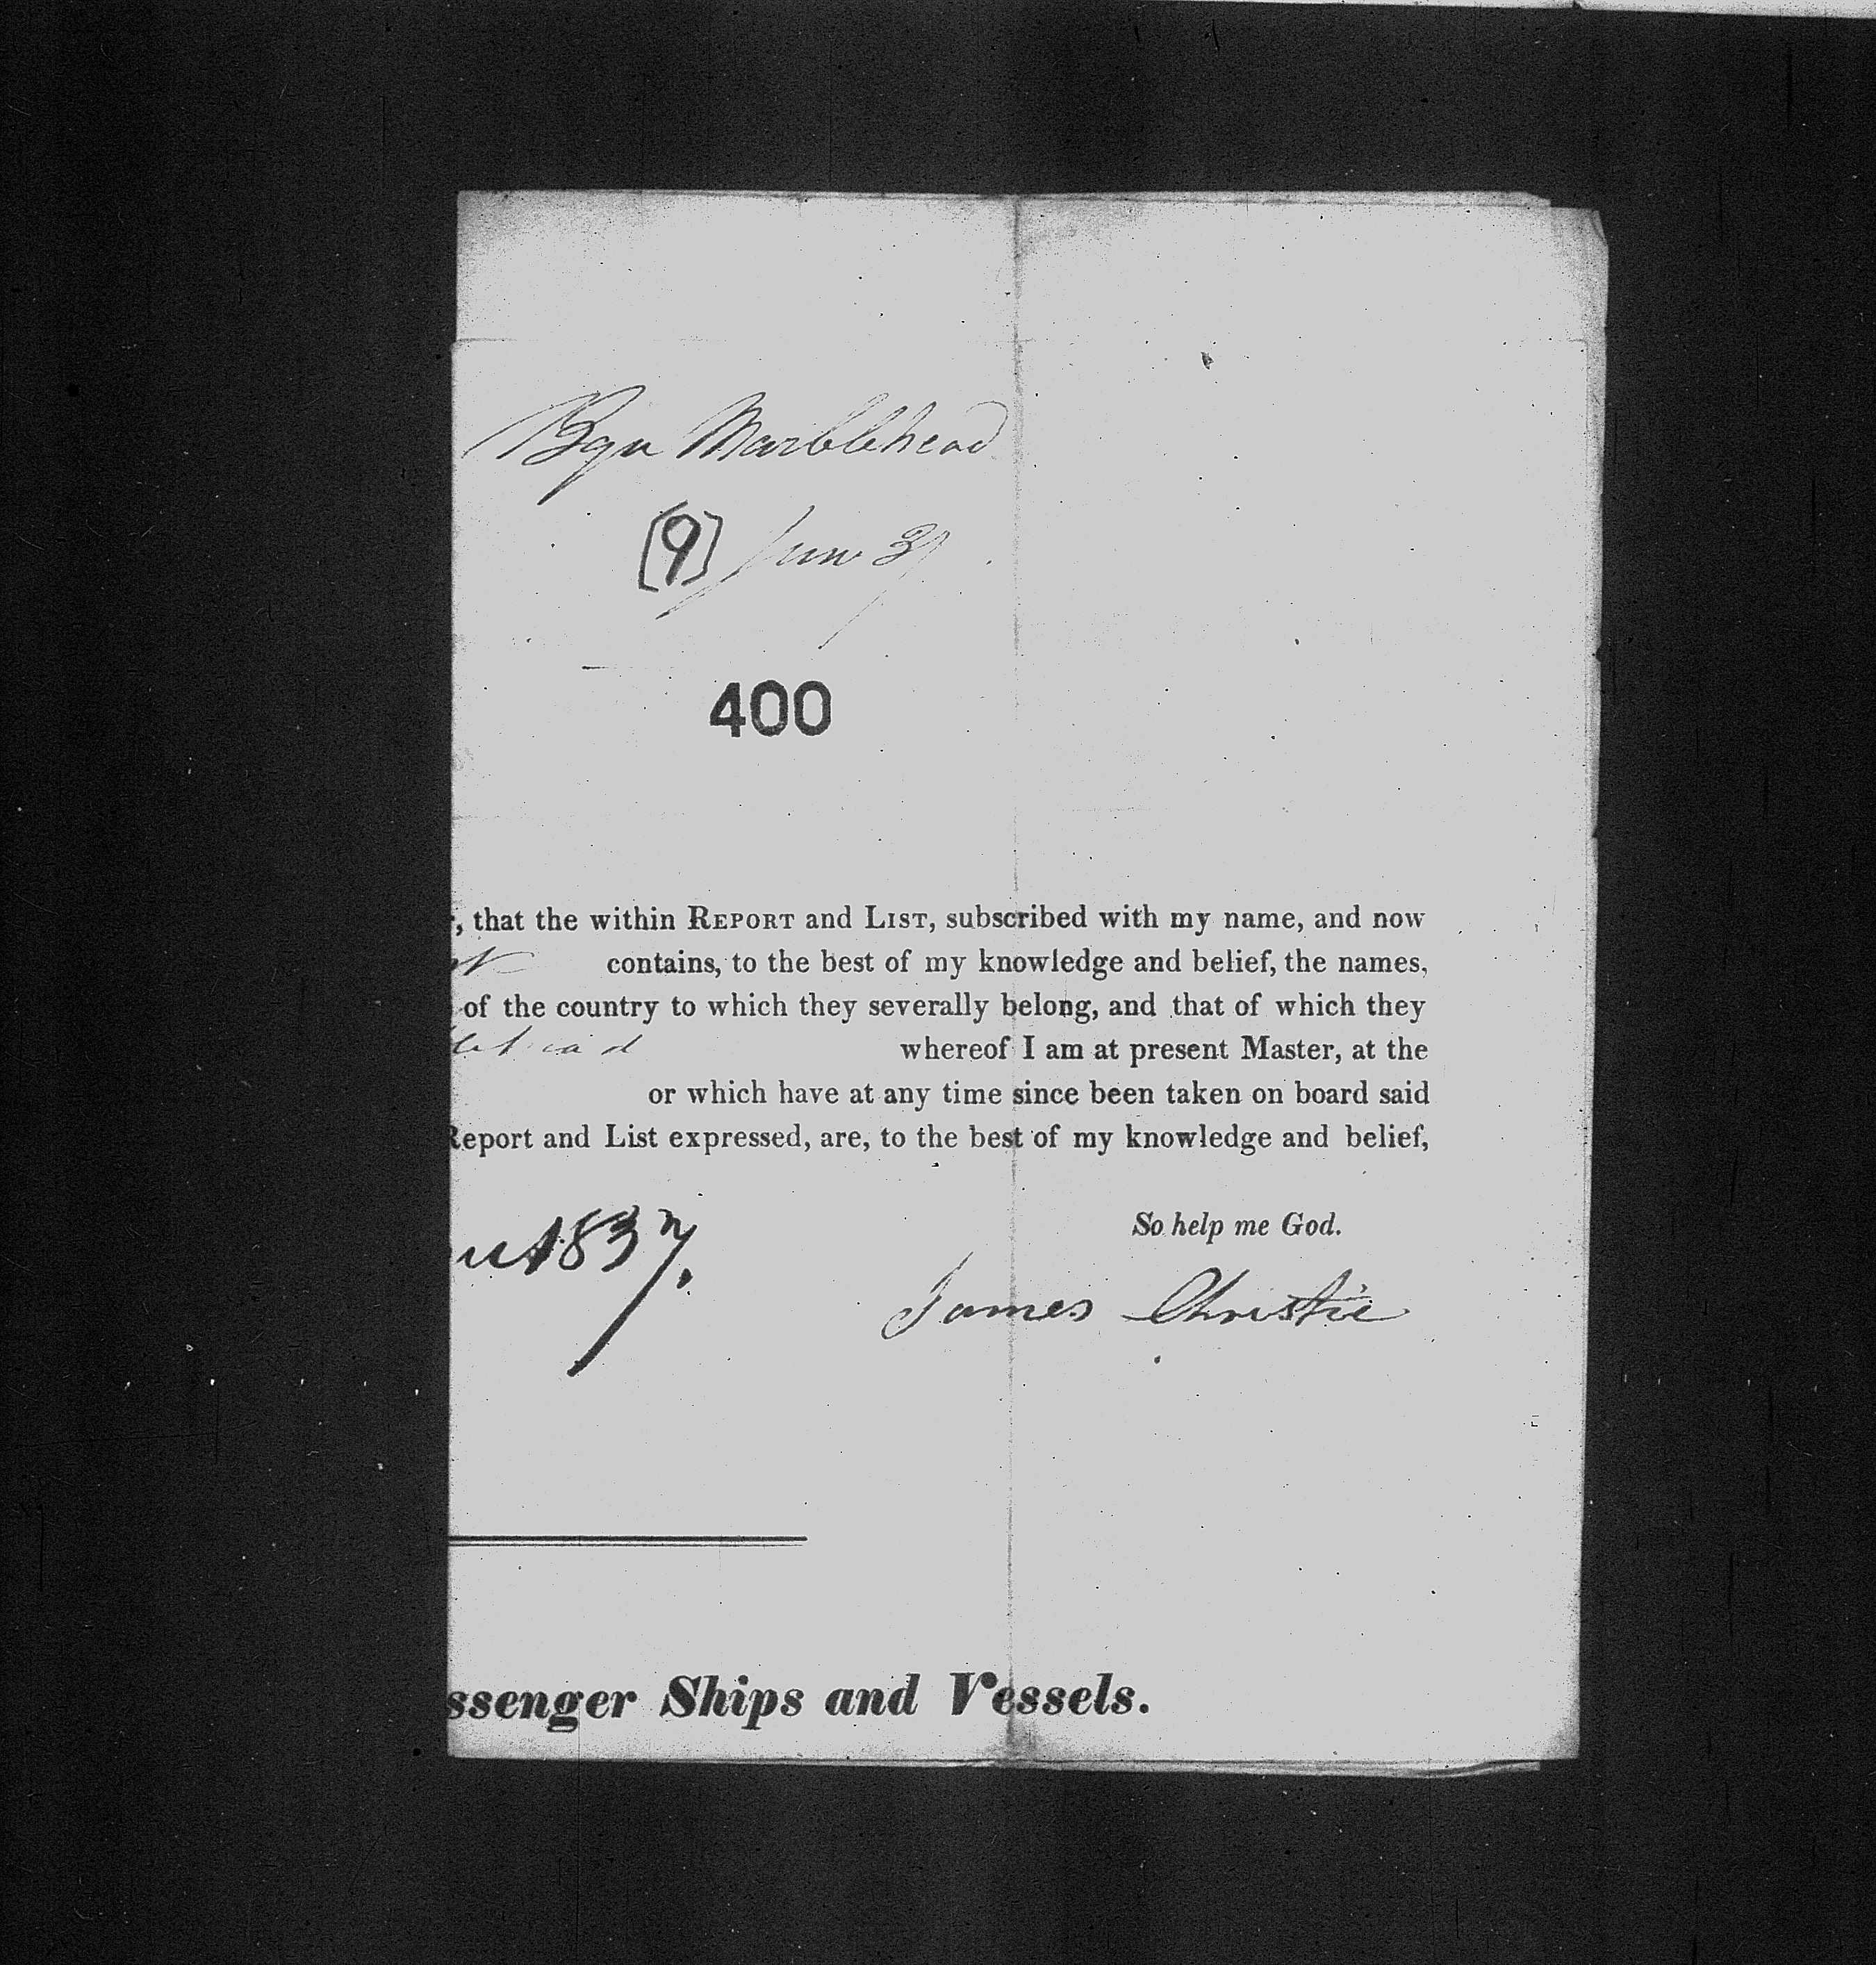 Bgn Marblehead
[9] June 37
400
, that the within REPORT and LIST, subscribed with my name, and now
contains, to the best of my knowledge and belief, the names,
of the country to which they severally belong, and that of which they
blehead whereof I am at present Master, at the
or which have at any time since been taken on board said
Report and List expressed, are, to the best of my knowledge and belief,
So help me God.
1837.
James Christie
ssenger Ships and Vessels.